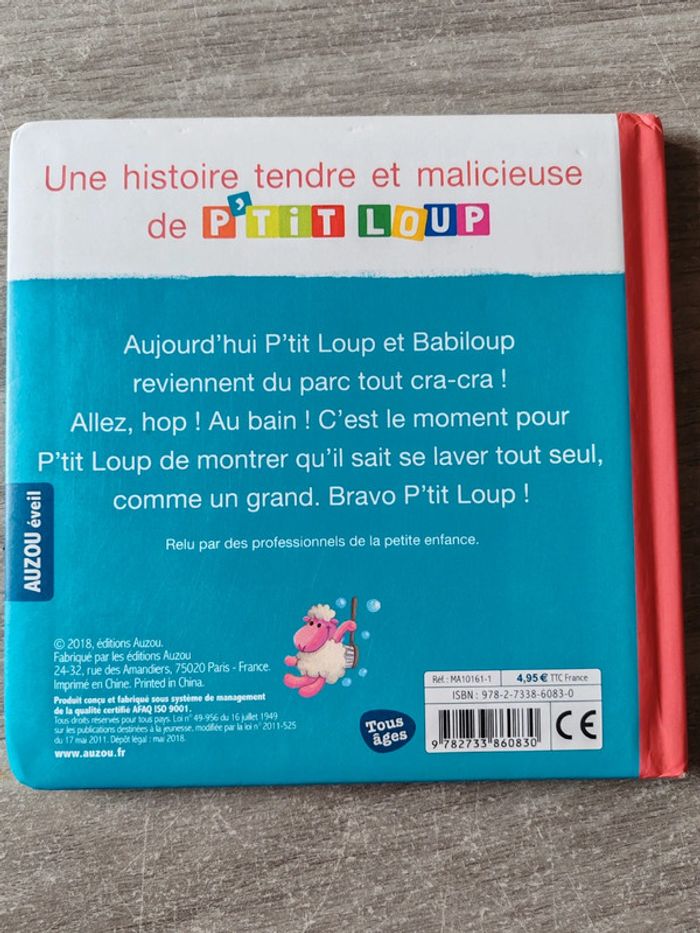 Une histoire tendre et malicieuse
de P'TiT LOUP
Aujourd'hui P'tit Loup et Babiloup
reviennent du parc tout cra-cra !
Allez, hop ! Au bain ! C'est le moment pour
P'tit Loup de montrer qu'il sait se laver tout seul,
comme un grand. Bravo P'tit Loup !
Relu par des professionnels de la petite enfance.
AUZOU éveil
© 2018, éditions Auzou.
Fabriqué par les éditions Auzou
24-32, rue des Amandiers, 75020 Paris - France.
Imprimé en Chine. Printed in China.
Produit conçu et fabriqué sous système de management
de la qualité certifié AFAQ ISO 9001.
Tous droits réservés pour tous pays. Loi n° 49-956 du 16 juillet 1949
sur les publications destinées à la jeunesse, modifiée par la loi n° 2011-525
du 17 mai 2011. Dépôt légal : mai 2018.
www.auzou.fr
Tous
âges
Réf.: MA10161-1 4,95 € TTC France
ISBN : 978-2-7338-6083-0
9 782733 860830
CE